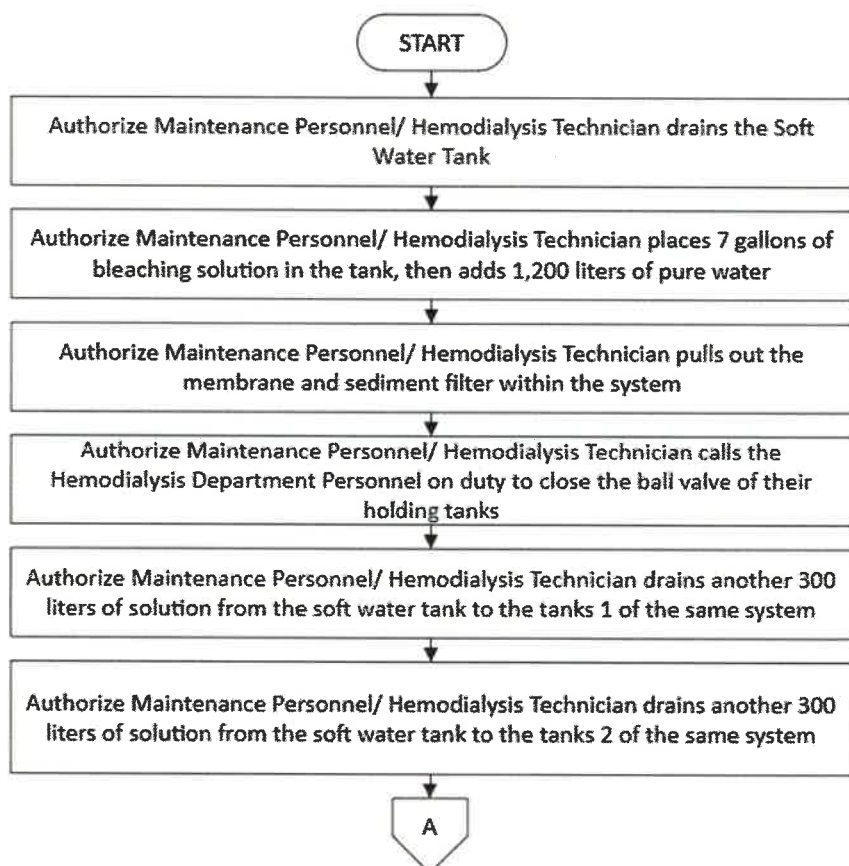 START
Authorize Maintenance Personnel/ Hemodialysis Technician drains the Soft
Water Tank
Authorize Maintenance Personnel/ Hemodialysis Technician places 7 gallons of
bleaching solution in the tank, then adds 1,200 liters of pure water
Authorize Maintenance Personnel/ Hemodialysis Technician pulls out the
membrane and sediment filter within the system
Authorize Maintenance Personnel/ Hemodialysis Technician calls the
Hemodialysis Department Personnel on duty to close the ball valve of their
holding tanks
Authorize Maintenance Personnel/ Hemodialysis Technician drains another 300
liters of solution from the soft water tank to the tanks 1 of the same system
Authorize Maintenance Personnel/ Hemodialysis Technician drains another 300
liters of solution from the soft water tank to the tanks 2 of the same system
A